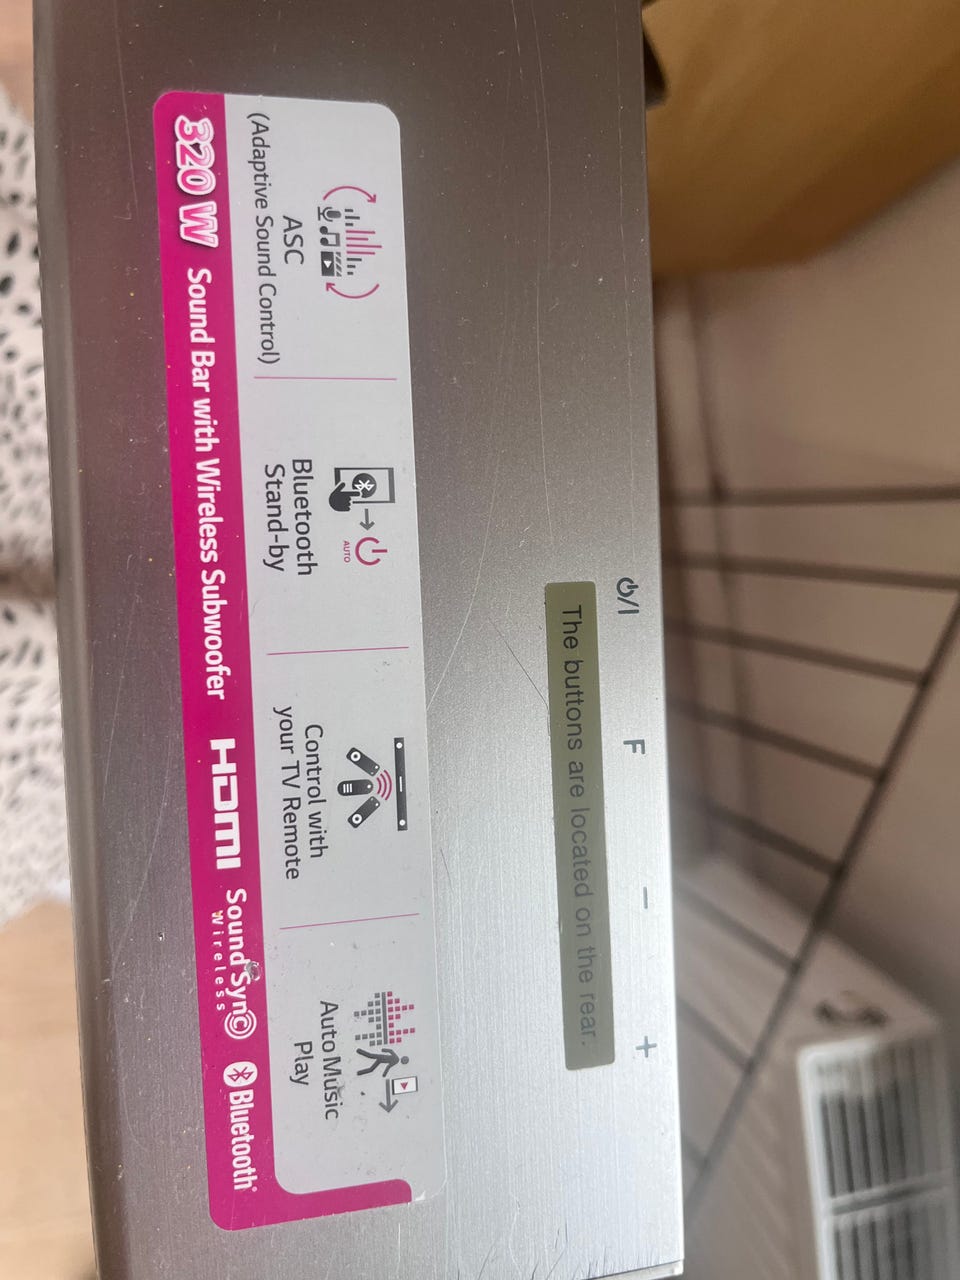 ASC
(Adaptive Sound Control)
AUTO
Bluetooth
Stand-by
Control with
your TV Remote
Auto Music
Play
320 W Sound Bar with Wireless Subwoofer HDMI Sound Sync Wireless Bluetooth®
⏻/I F - +
The buttons are located on the rear.